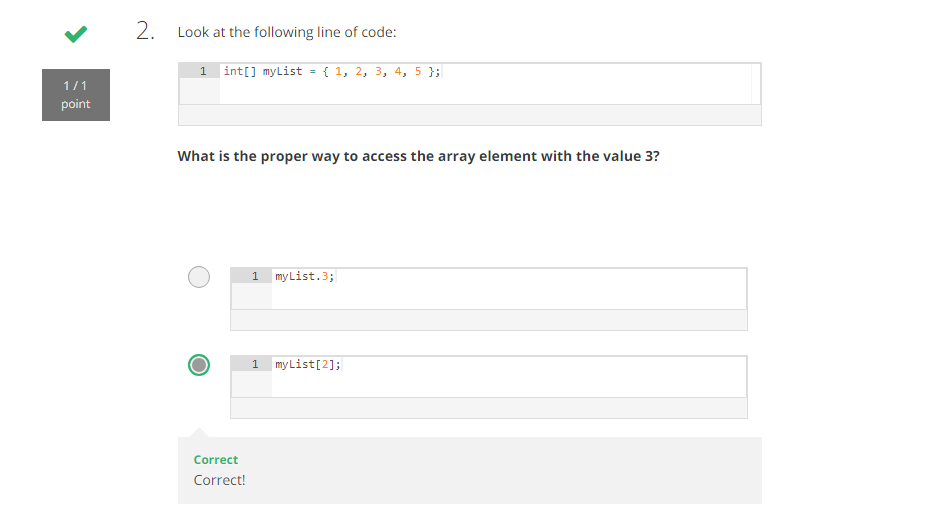 2.
Look at the following line of code:
1 / 1
point
1 int[] myList = { 1, 2, 3, 4, 5 };
What is the proper way to access the array element with the value 3?
1 myList.3;
1 myList[2];
Correct
Correct!